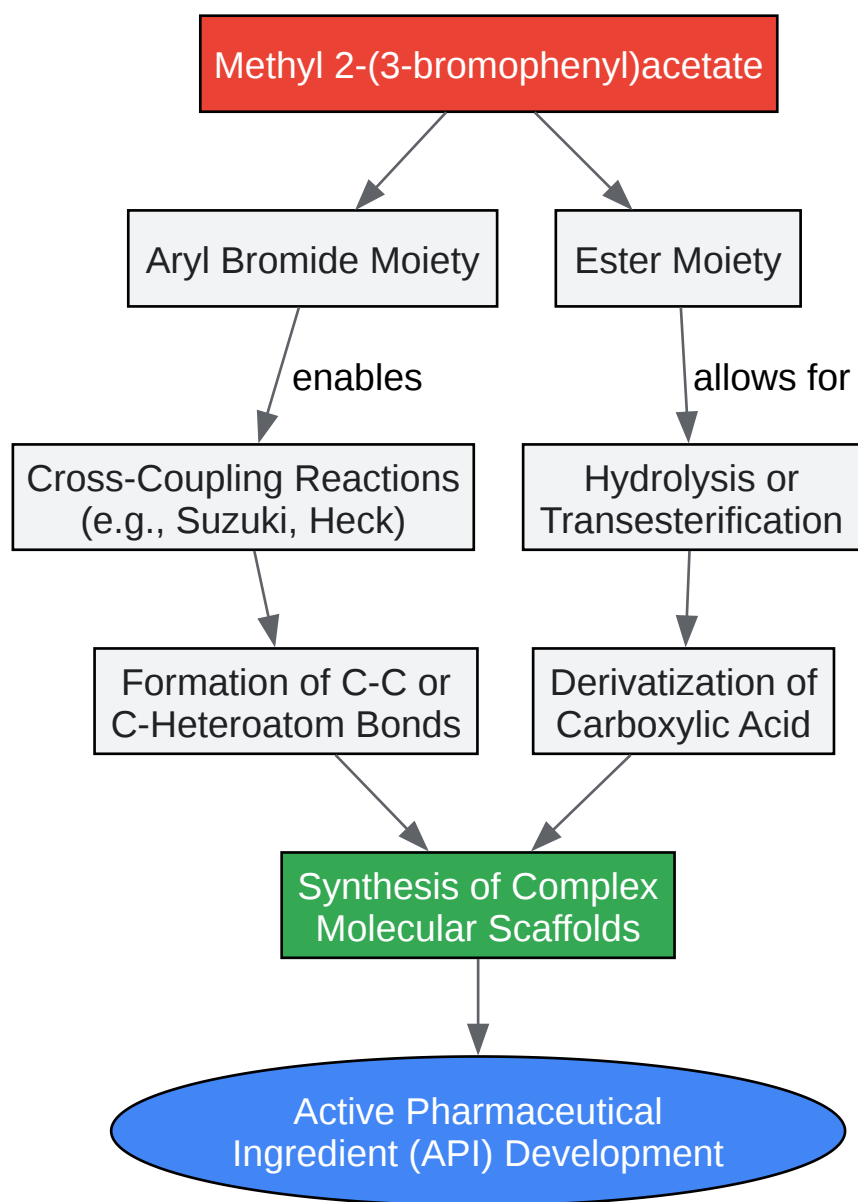 Methyl 2-(3-bromophenyl)acetate
Aryl Bromide Moiety
Ester Moiety
enables
allows for
Cross-Coupling Reactions
(e.g., Suzuki, Heck)
Hydrolysis or
Transesterification
Formation of C-C or
C-Heteroatom Bonds
Derivatization of
Carboxylic Acid
Synthesis of Complex
Molecular Scaffolds
Active Pharmaceutical
Ingredient (API) Development